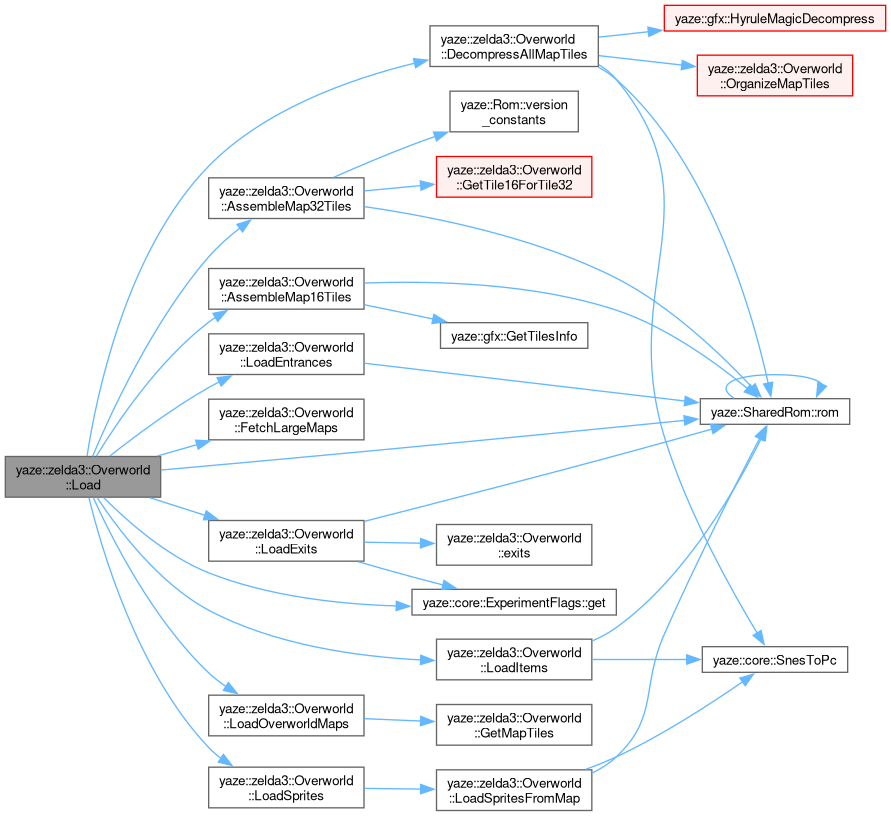 yaze::zelda3::Overworld
::Load
yaze::zelda3::Overworld
::DecompressAllMapTiles
yaze::zelda3::Overworld
::AssembleMap32Tiles
yaze::zelda3::Overworld
::AssembleMap16Tiles
yaze::zelda3::Overworld
::LoadEntrances
yaze::zelda3::Overworld
::FetchLargeMaps
yaze::zelda3::Overworld
::LoadExits
yaze::zelda3::Overworld
::LoadOverworldMaps
yaze::zelda3::Overworld
::LoadSprites
yaze::Rom::version
_constants
yaze::zelda3::Overworld
::GetTile16ForTile32
yaze::gfx::GetTilesInfo
yaze::zelda3::Overworld
::exits
yaze::core::ExperimentFlags::get
yaze::zelda3::Overworld
::LoadItems
yaze::zelda3::Overworld
::GetMapTiles
yaze::zelda3::Overworld
::LoadSpritesFromMap
yaze::gfx::HyruleMagicDecompress
yaze::zelda3::Overworld
::OrganizeMapTiles
yaze::SharedRom::rom
yaze::core::SnesToPc